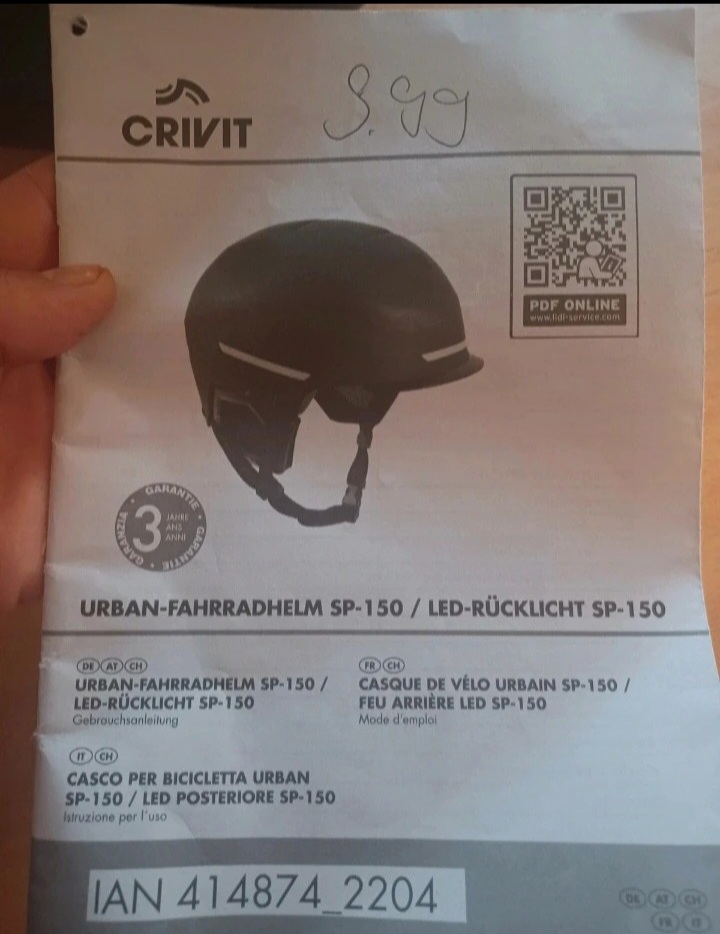 CRIVIT
9.99
PDF ONLINE
www.lidl-service.com
GARANTIE · GARANTIE · GARANZIA ·
3
JAHRE
ANS
ANNI
URBAN-FAHRRADHELM SP-150 / LED-RÜCKLICHT SP-150
DE AT CH
URBAN-FAHRRADHELM SP-150 /
LED-RÜCKLICHT SP-150
Gebrauchsanleitung
FR CH
CASQUE DE VÉLO URBAIN SP-150 /
FEU ARRIÈRE LED SP-150
Mode d'emploi
IT CH
CASCO PER BICICLETTA URBAN
SP-150 / LED POSTERIORE SP-150
Istruzione per l'uso
IAN 414874_2204
DE AT CH
FR IT